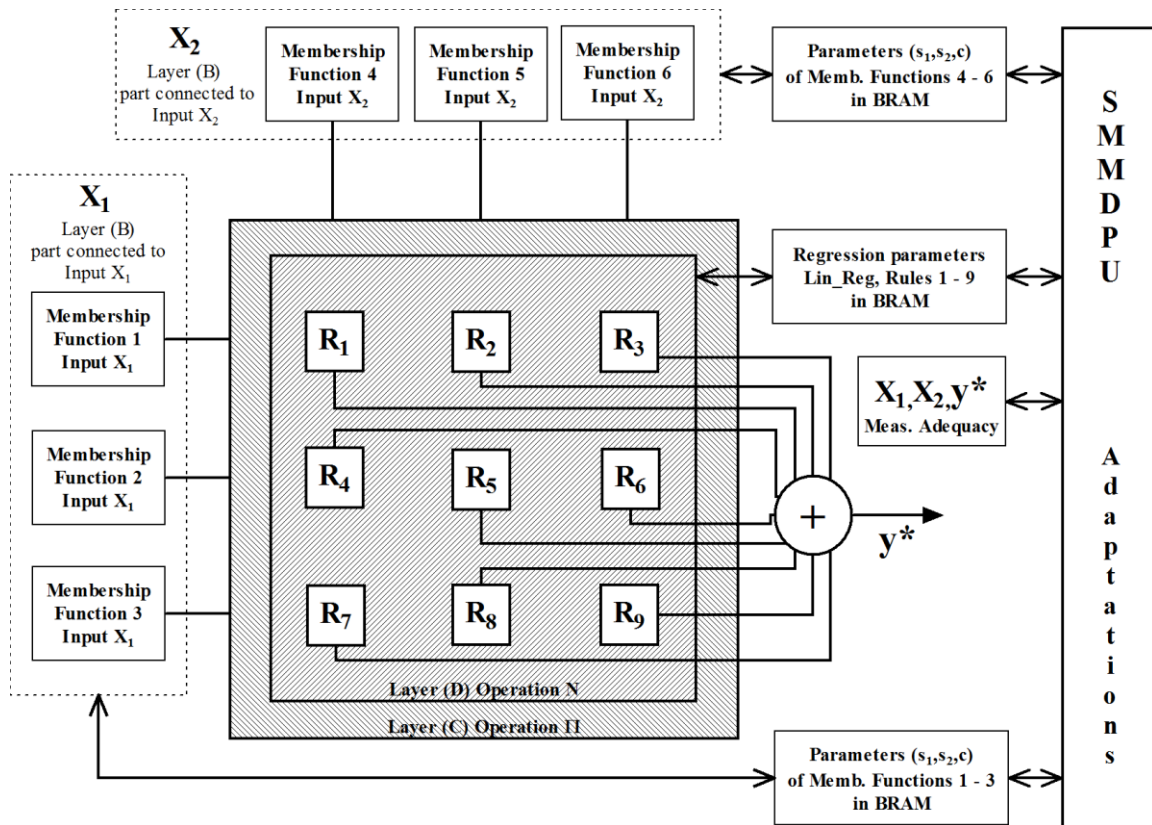 X₂
Layer (B)
part connected to
Input X₂
Membership
Function 4
Input X₂
Membership
Function 5
Input X₂
Membership
Function 6
Input X₂
Parameters (s₁,s₂,c)
of Memb. Functions 4 - 6
in BRAM
X₁
Layer (B)
part connected to
Input X₁
Membership
Function 1
Input X₁
Membership
Function 2
Input X₁
Membership
Function 3
Input X₁
R₁
R₂
R₃
R₄
R₅
R₆
R₇
R₈
R₉
Layer (D) Operation N
Layer (C) Operation Π
+
y*
Regression parameters
Lin_Reg, Rules 1 - 9
in BRAM
X₁,X₂,y*
Meas. Adequacy
Parameters (s₁,s₂,c)
of Memb. Functions 1 - 3
in BRAM
SMMDPU
Adaptations